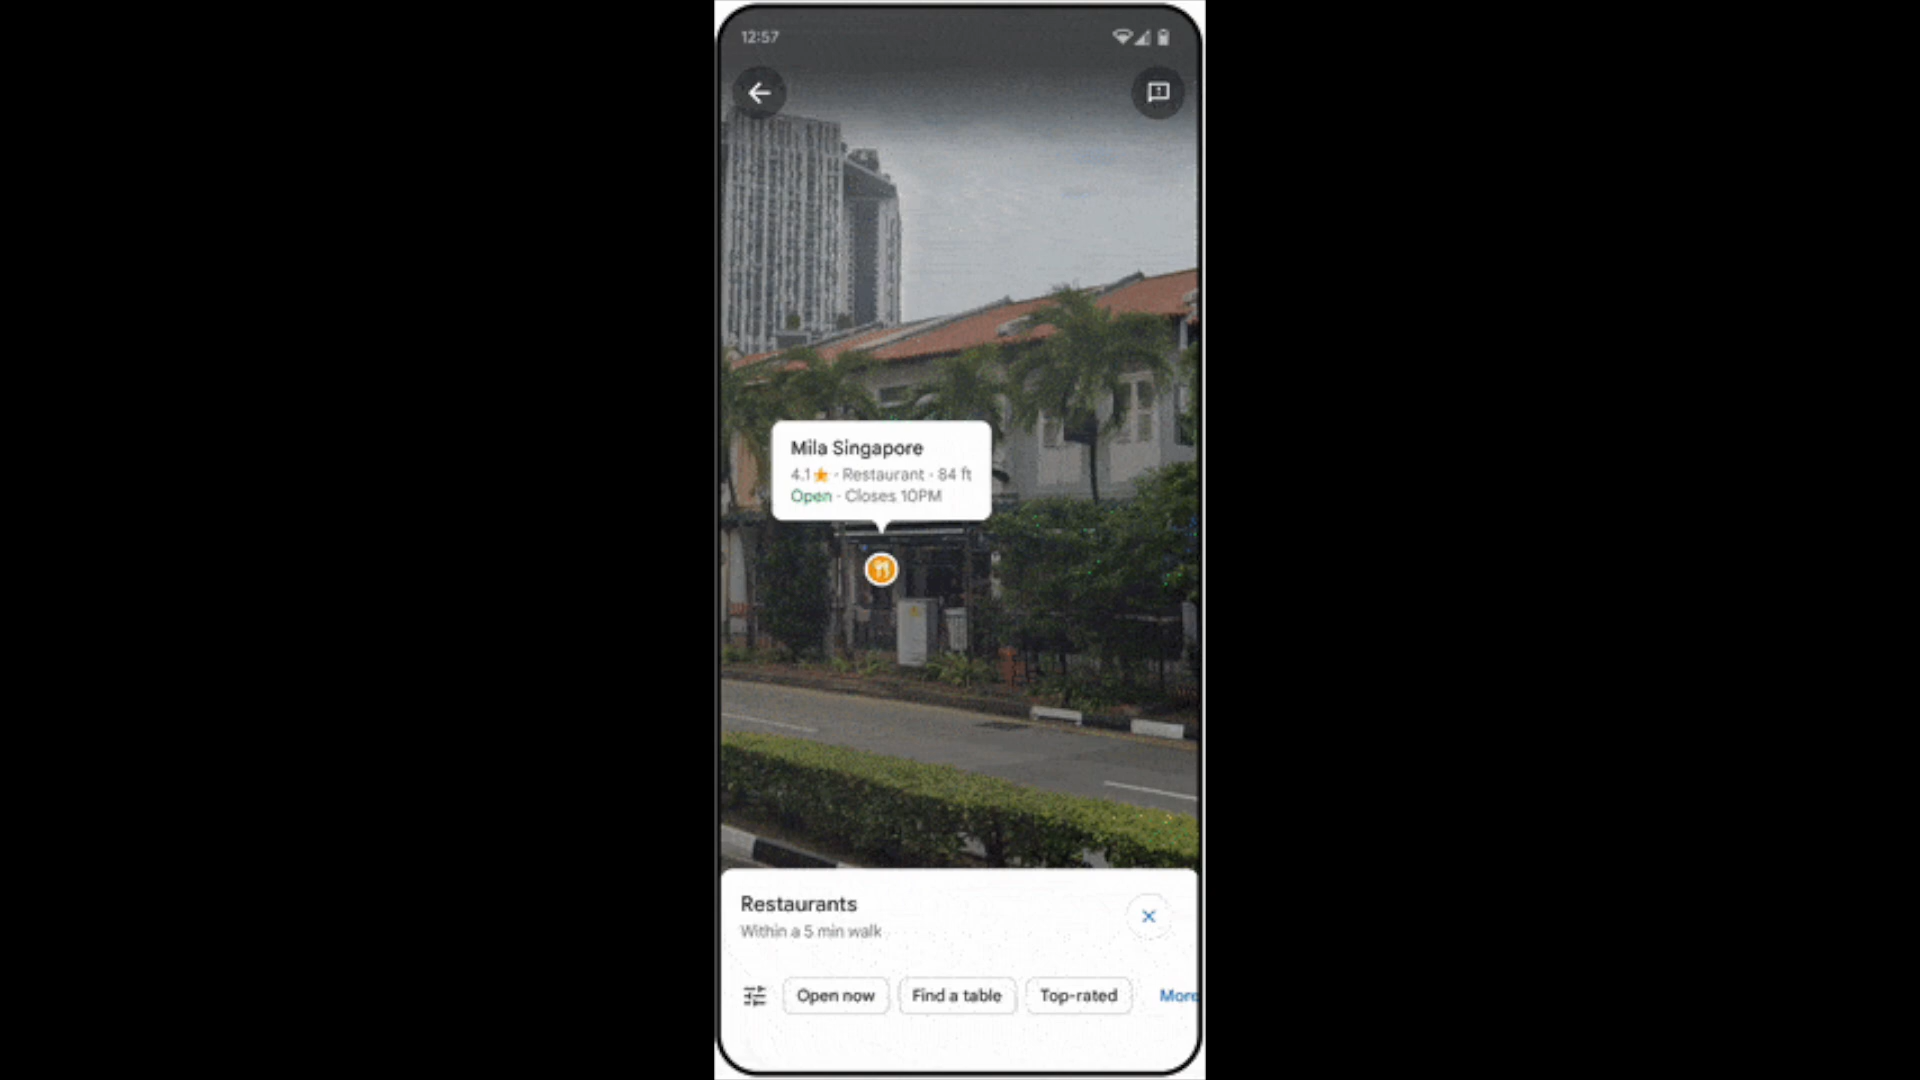 12:57
Mila Singapore
4.1★ · Restaurant · 84 ft
Open · Closes 10PM
Restaurants
Within a 5 min walk
Open now
Find a table
Top-rated
More